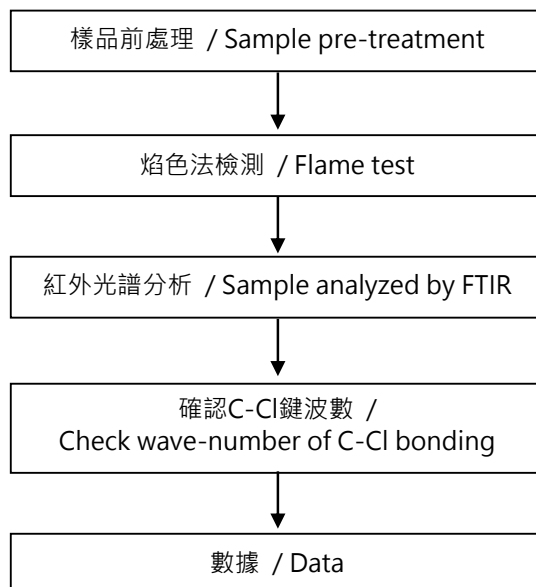 樣品前處理 / Sample pre-treatment
焰色法檢測 / Flame test
紅外光譜分析 / Sample analyzed by FTIR
確認C-Cl鍵波數 /
Check wave-number of C-Cl bonding
數據 / Data